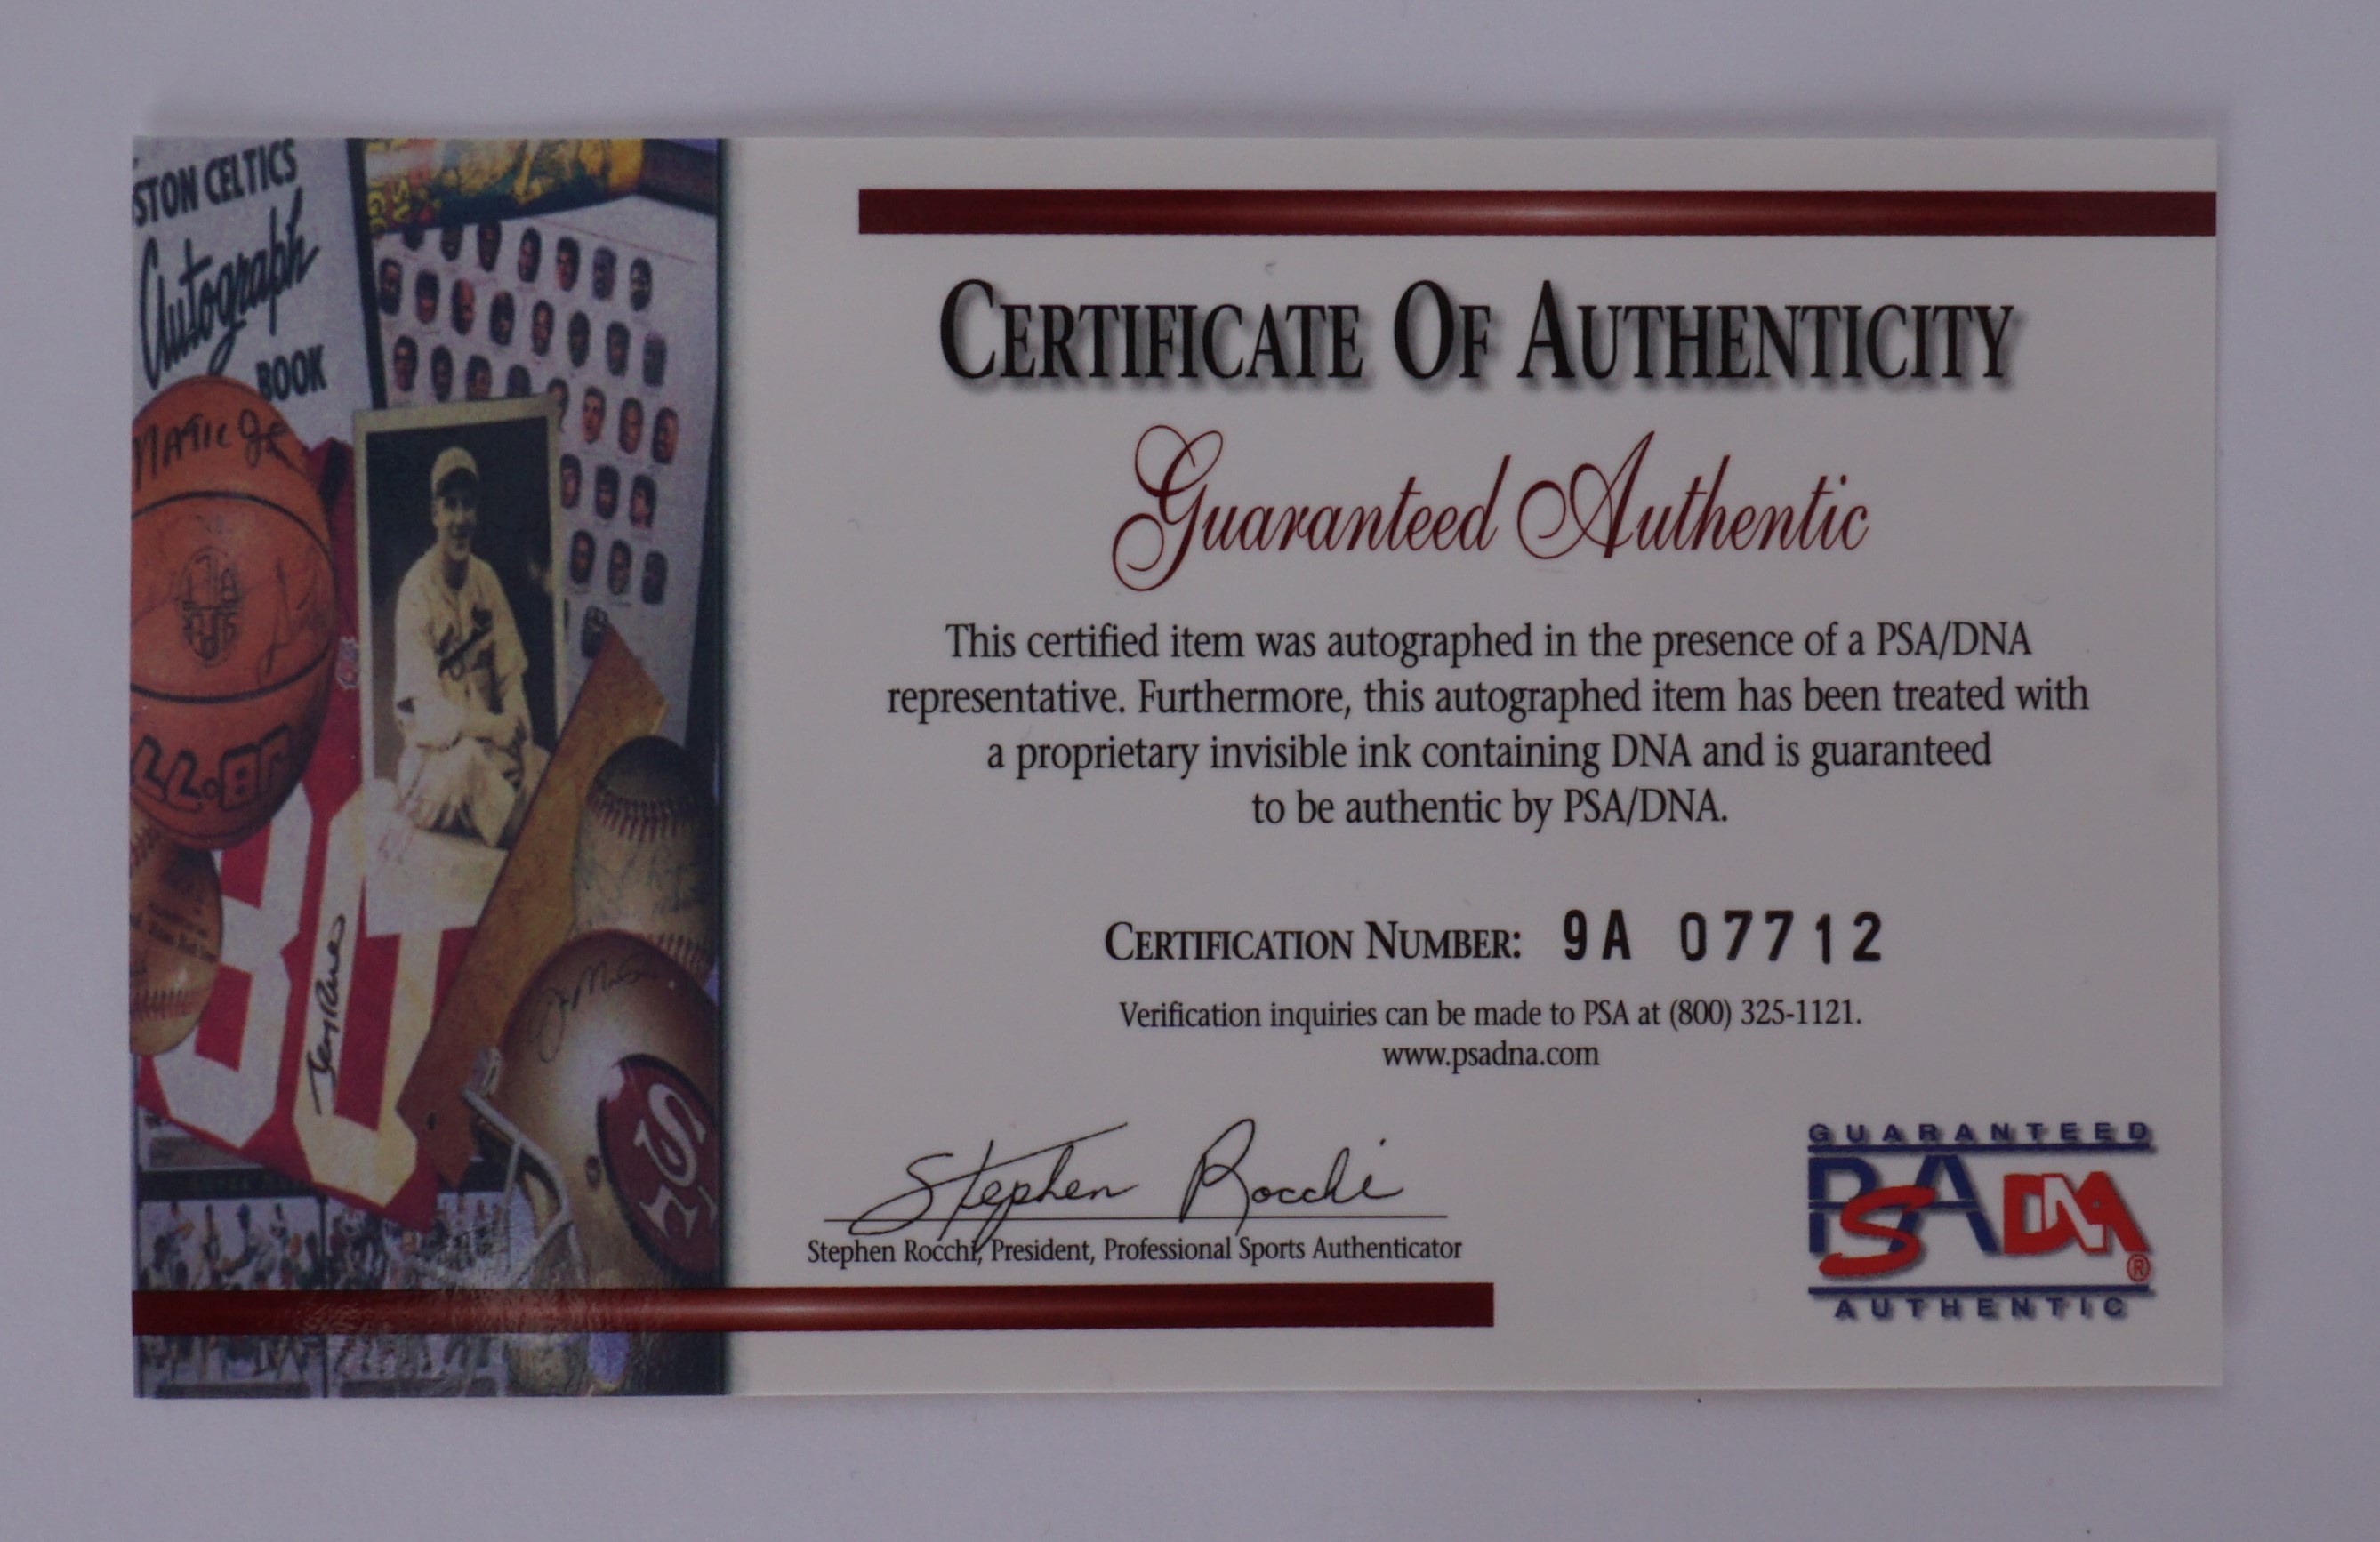 STON CELTICS
Autograph
BOOK
CERTIFICATE OF AUTHENTICITY
Guaranteed Authentic
This certified item was autographed in the presence of a PSA/DNA
representative. Furthermore, this autographed item has been treated with
a proprietary invisible ink containing DNA and is guaranteed
to be authentic by PSA/DNA.
CERTIFICATION NUMBER: 9A 07712
Verification inquiries can be made to PSA at (800) 325-1121.
www.psadna.com
Stephen Rocchi
Stephen Rocchi, President, Professional Sports Authenticator
GUARANTEED
PSA DNA ®
AUTHENTIC
80
SF